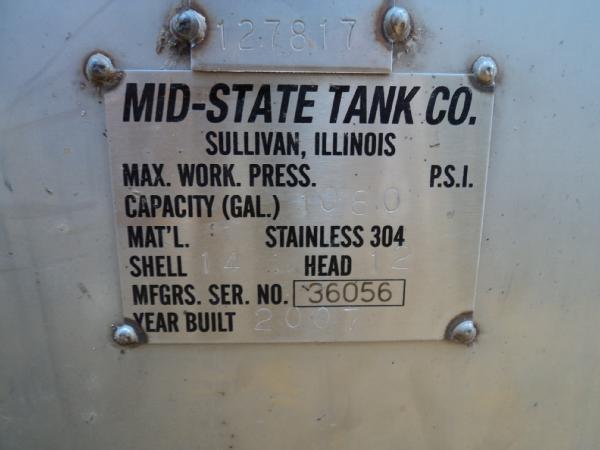 127817
MID-STATE TANK CO.
SULLIVAN, ILLINOIS
MAX. WORK. PRESS. P.S.I.
CAPACITY (GAL.) 1080
MAT'L. STAINLESS 304
SHELL 14 HEAD 12
MFGRS. SER. NO. 36056
YEAR BUILT 2007